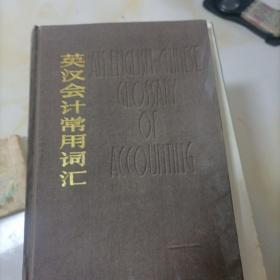 英汉会计常用词汇
AN ENGLISH-CHINESE
GLOSSARY
OF
ACCOUNTING